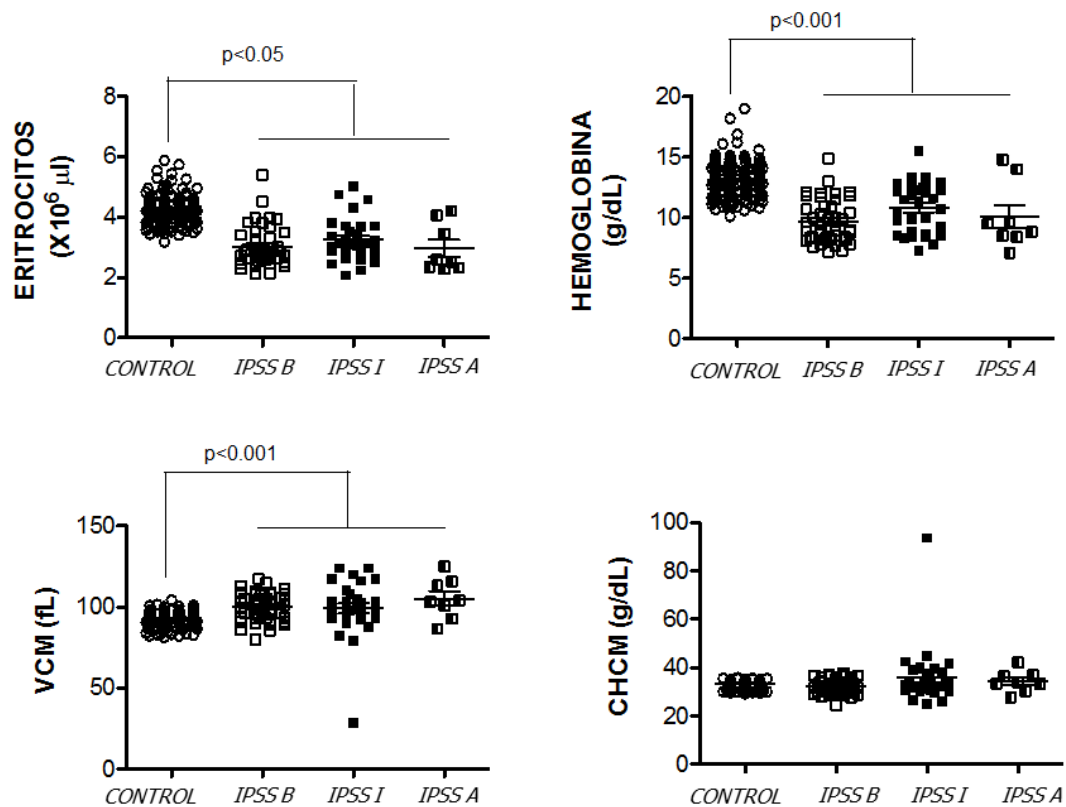 p<0.05
ERITROCITOS
(X10⁶ µl)
8
6
4
2
0
CONTROL IPSS B IPSS I IPSS A
p<0.001
HEMOGLOBINA
(g/dL)
20
15
10
5
0
CONTROL IPSS B IPSS I IPSS A
p<0.001
VCM (fL)
150
100
50
0
CONTROL IPSS B IPSS I IPSS A
CHCM (g/dL)
100
80
60
40
20
0
CONTROL IPSS B IPSS I IPSS A